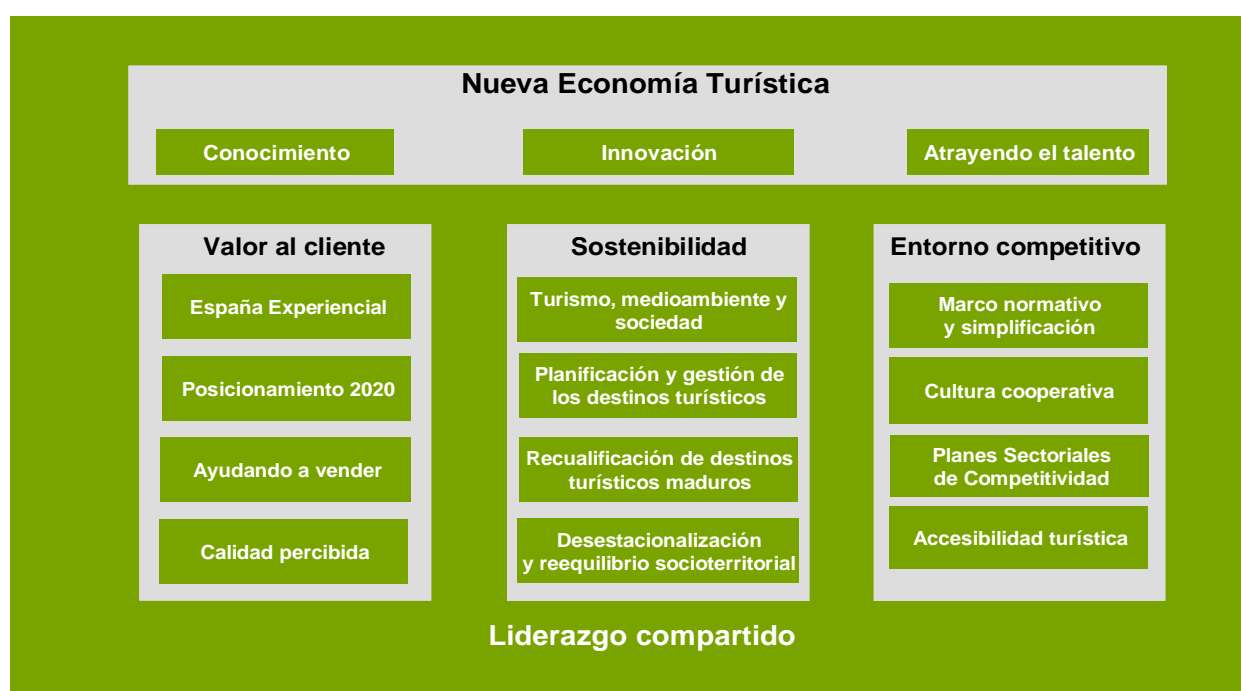 Nueva Economía Turística
Conocimiento
Innovación
Atrayendo el talento
Valor al cliente
España Experiencial
Posicionamiento 2020
Ayudando a vender
Calidad percibida
Sostenibilidad
Turismo, medioambiente y
sociedad
Planificación y gestión de
los destinos turísticos
Recualificación de destinos
turísticos maduros
Desestacionalización
y reequilibrio socioterritorial
Entorno competitivo
Marco normativo
y simplificación
Cultura cooperativa
Planes Sectoriales
de Competitividad
Accesibilidad turística
Liderazgo compartido